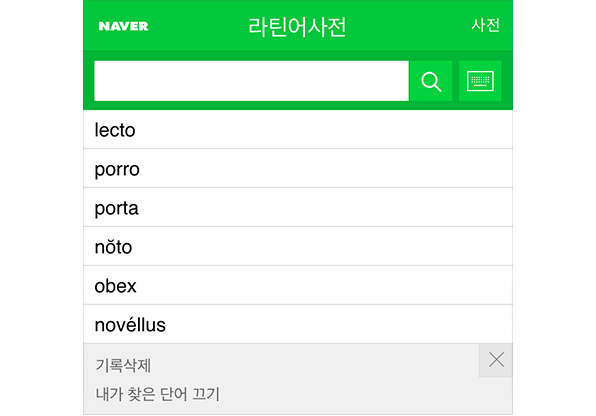 NAVER 라틴어사전 사전
lecto
porro
porta
nŏto
obex
novéllus
기록삭제
내가 찾은 단어 끄기